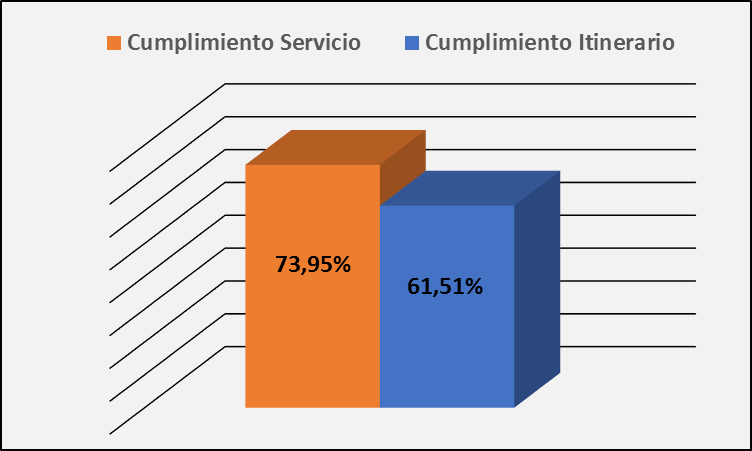 Cumplimiento Servicio Cumplimiento Itinerario
73,95%
61,51%